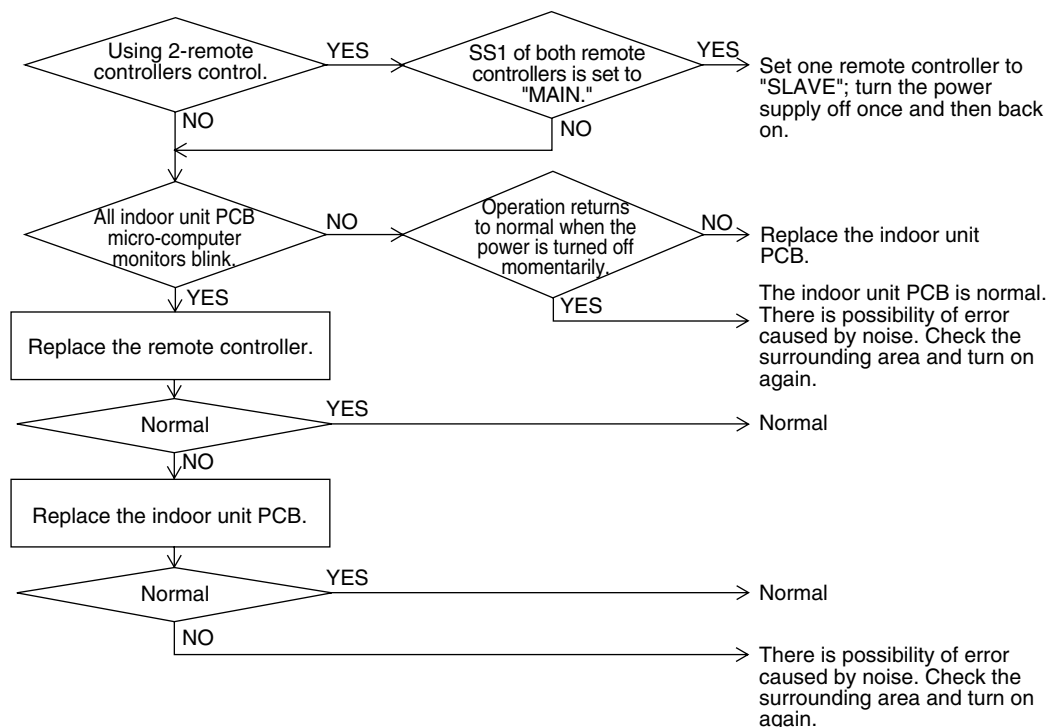 Using 2-remote
controllers control.
YES
SS1 of both remote
controllers is set to
"MAIN."
YES
Set one remote controller to
"SLAVE"; turn the power
supply off once and then back
on.
NO
NO
All indoor unit PCB
micro-computer
monitors blink.
NO
Operation returns
to normal when the
power is turned off
momentarily.
NO
Replace the indoor unit
PCB.
YES
YES
The indoor unit PCB is normal.
There is possibility of error
caused by noise. Check the
surrounding area and turn on
again.
Replace the remote controller.
Normal
YES
Normal
NO
Replace the indoor unit PCB.
Normal
YES
Normal
NO
There is possibility of error
caused by noise. Check the
surrounding area and turn on
again.